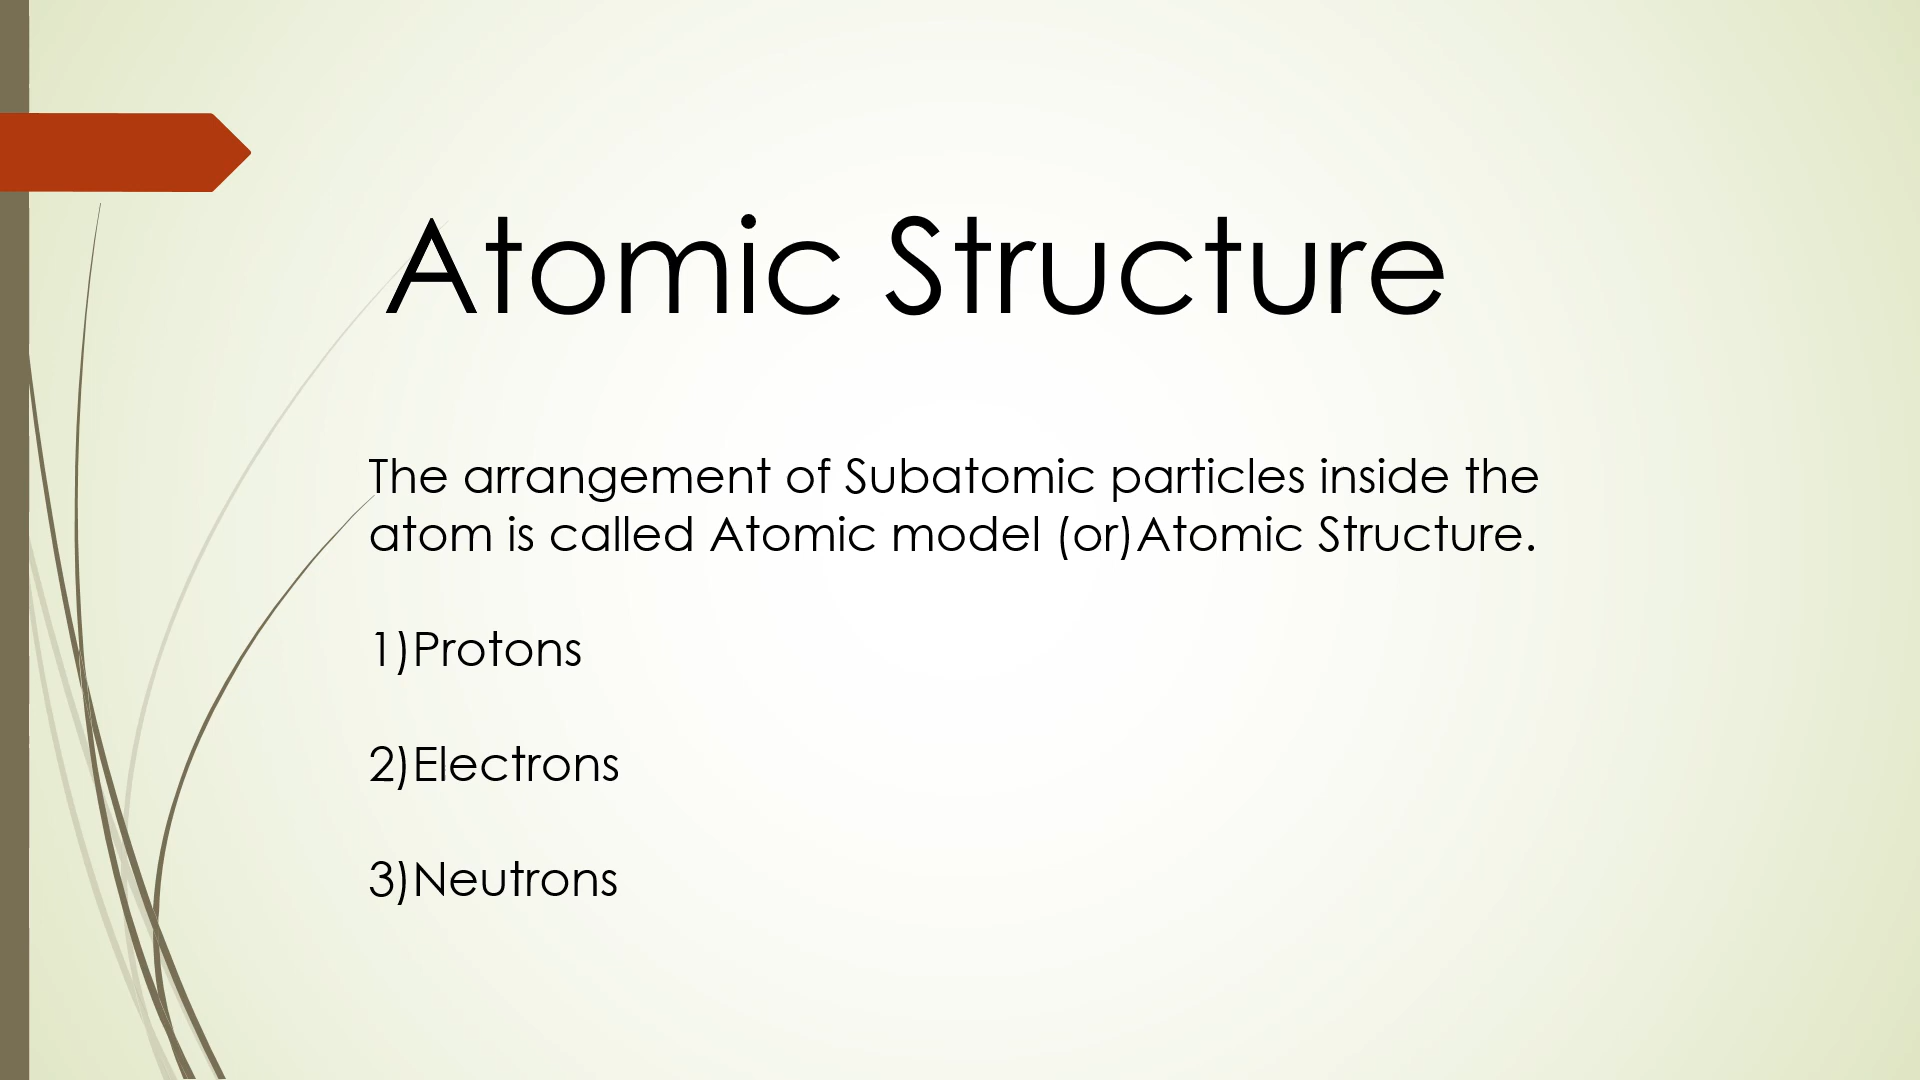 Atomic Structure
The arrangement of Subatomic particles inside the
atom is called Atomic model (or)Atomic Structure.
1)Protons
2)Electrons
3)Neutrons